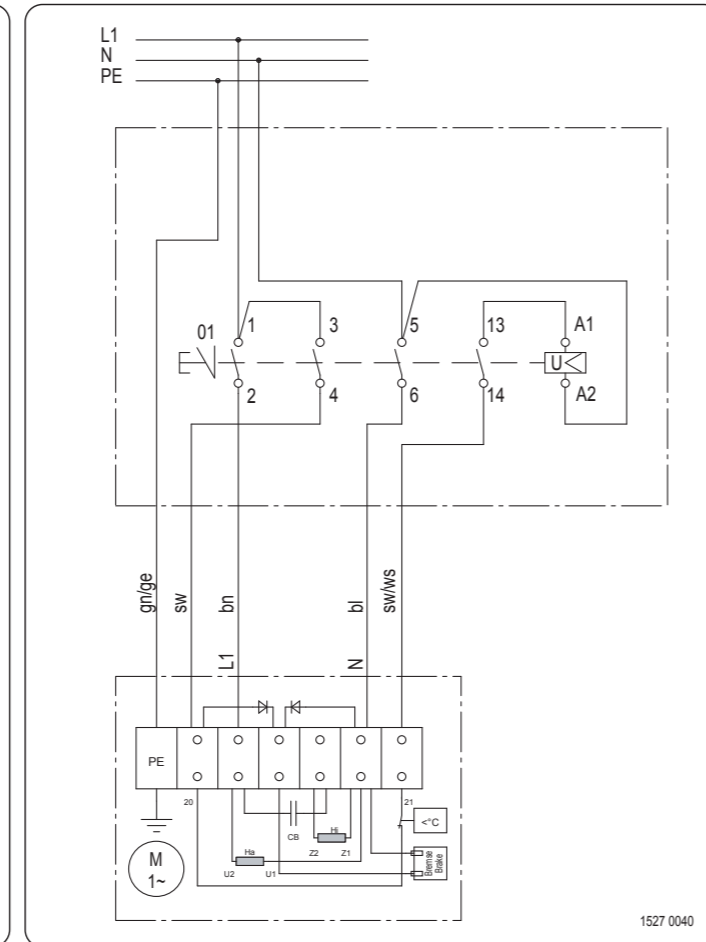 L1
N
PE
01
1
3
5
13
A1
U<
2
4
6
14
A2
gn/ge
sw
bn
bl
sw/ws
L1
N
PE
20
21
<°C
CB
Hi
Z2
Z1
Ha
U2
U1
Bremse
Brake
M
1~
1527 0040